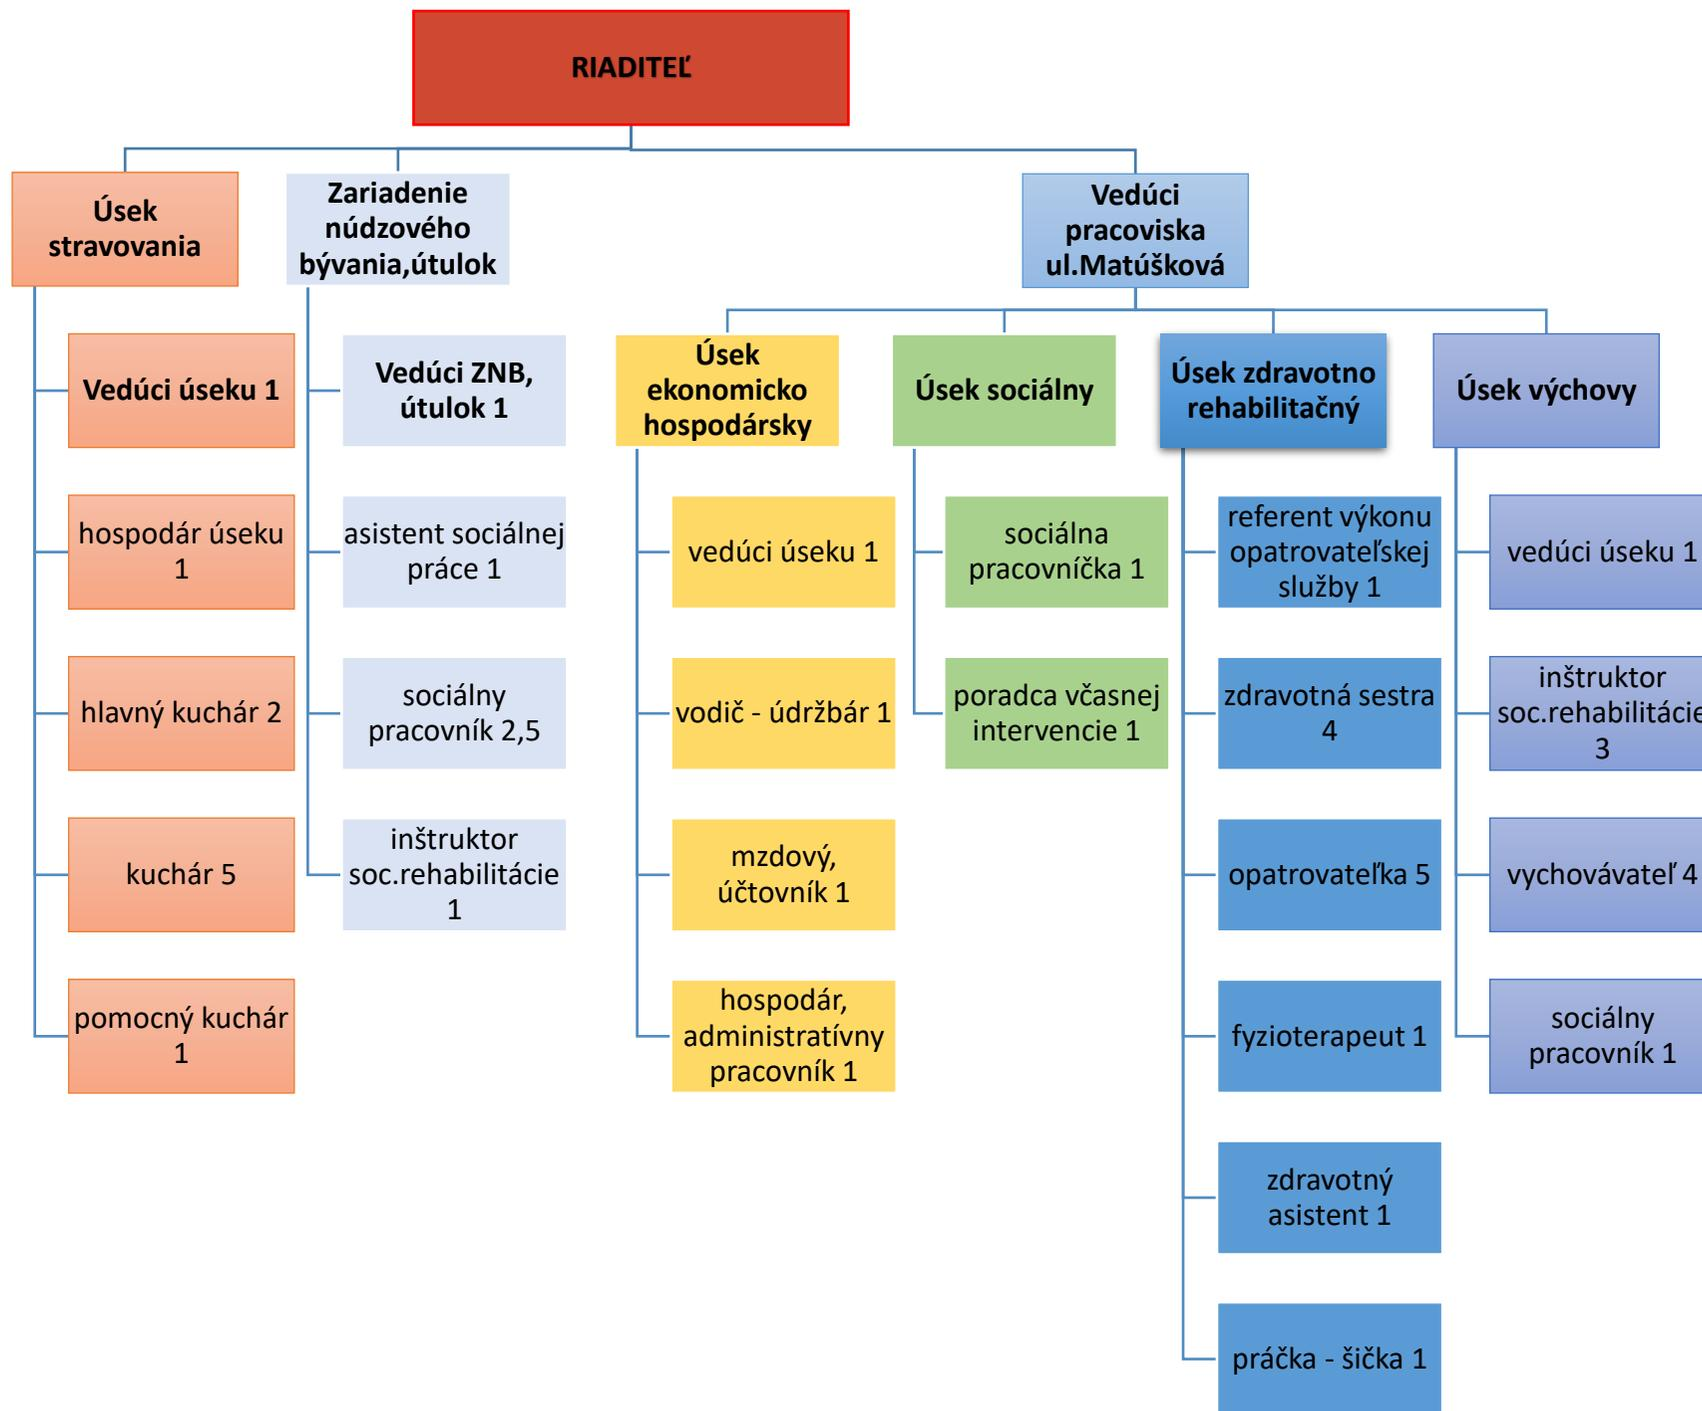 RIADITEĽ
Úsek
stravovania
Zariadenie
núdzového
bývania,útulok
Vedúci
pracoviska
ul.Matúšková
Vedúci úseku 1
hospodár úseku
1
hlavný kuchár 2
kuchár 5
pomocný kuchár
1
Vedúci ZNB,
útulok 1
asistent sociálnej
práce 1
sociálny
pracovník 2,5
inštruktor
soc.rehabilitácie
1
Úsek
ekonomicko
hospodársky
vedúci úseku 1
vodič - údržbár 1
mzdový,
účtovník 1
hospodár,
administratívny
pracovník 1
Úsek sociálny
sociálna
pracovníčka 1
poradca včasnej
intervencie 1
Úsek zdravotno
rehabilitačný
referent výkonu
opatrovateľskej
služby 1
zdravotná sestra
4
opatrovateľka 5
fyzioterapeut 1
zdravotný
asistent 1
práčka - šička 1
Úsek výchovy
vedúci úseku 1
inštruktor
soc.rehabilitácie
3
vychovávateľ 4
sociálny
pracovník 1